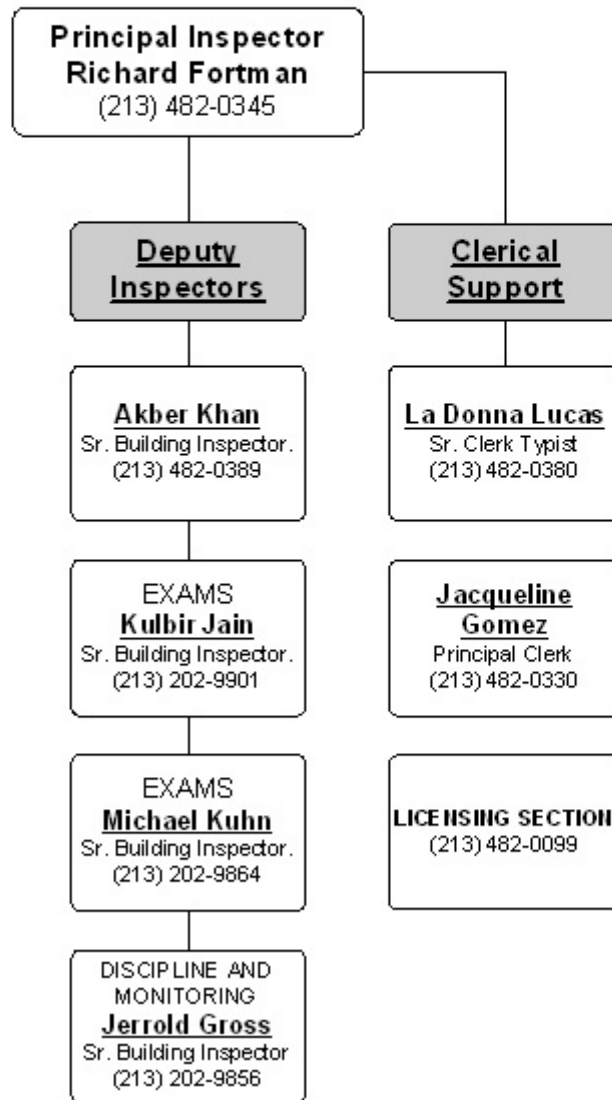 Principal Inspector
Richard Fortman
(213) 482-0345
Deputy
Inspectors
Akber Khan
Sr. Building Inspector.
(213) 482-0389
EXAMS
Kulbir Jain
Sr. Building Inspector.
(213) 202-9901
EXAMS
Michael Kuhn
Sr. Building Inspector.
(213) 202-9864
DISCIPLINE AND
MONITORING
Jerrold Gross
Sr. Building Inspector
(213) 202-9856
Clerical
Support
La Donna Lucas
Sr. Clerk Typist
(213) 482-0380
Jacqueline
Gomez
Principal Clerk
(213) 482-0330
LICENSING SECTION
(213) 482-0099